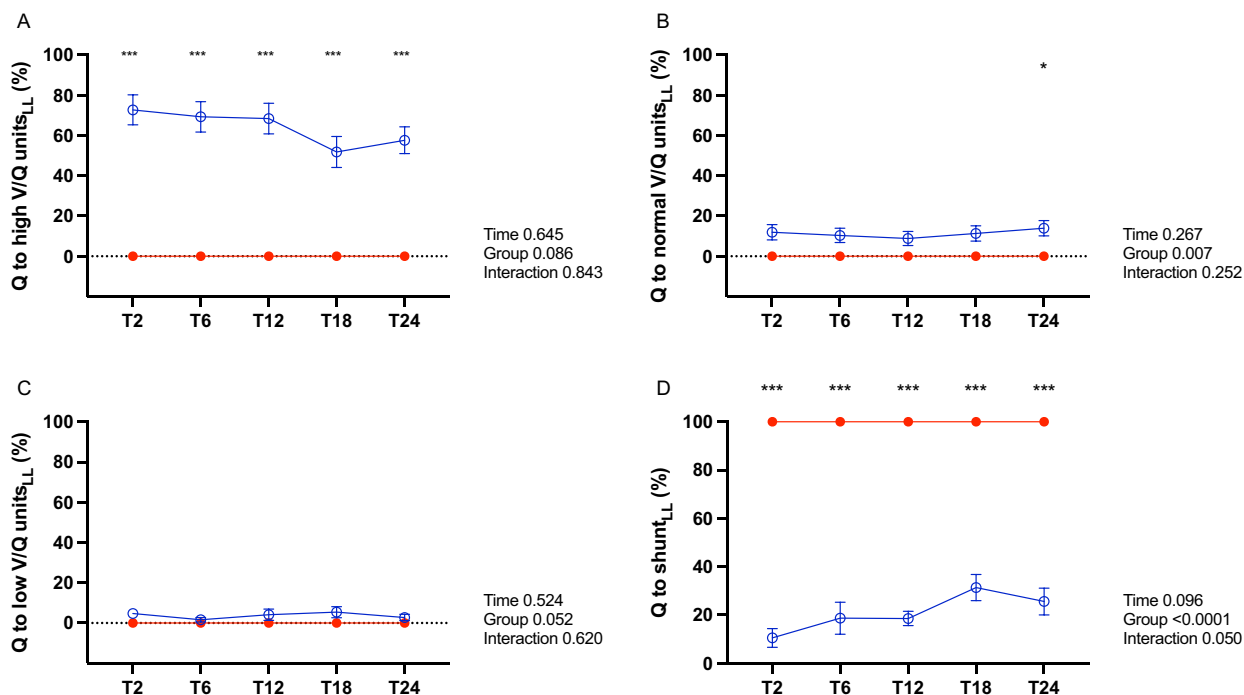 A
Q to high V/Q unitsLL (%)
*** *** *** *** ***
100
80
60
40
20
0
T2 T6 T12 T18 T24
Time 0.645
Group 0.086
Interaction 0.843
B
Q to normal V/Q unitsLL (%)
*
100
80
60
40
20
0
T2 T6 T12 T18 T24
Time 0.267
Group 0.007
Interaction 0.252
C
Q to low V/Q unitsLL (%)
100
80
60
40
20
0
T2 T6 T12 T18 T24
Time 0.524
Group 0.052
Interaction 0.620
D
Q to shuntLL (%)
*** *** *** *** ***
100
80
60
40
20
0
T2 T6 T12 T18 T24
Time 0.096
Group <0.0001
Interaction 0.050